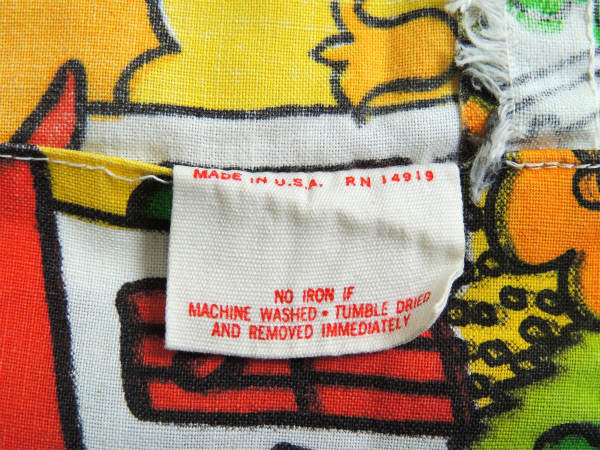 MADE IN U.S.A. RN 14919
NO IRON IF
MACHINE WASHED • TUMBLE DRIED
AND REMOVED IMMEDIATELY